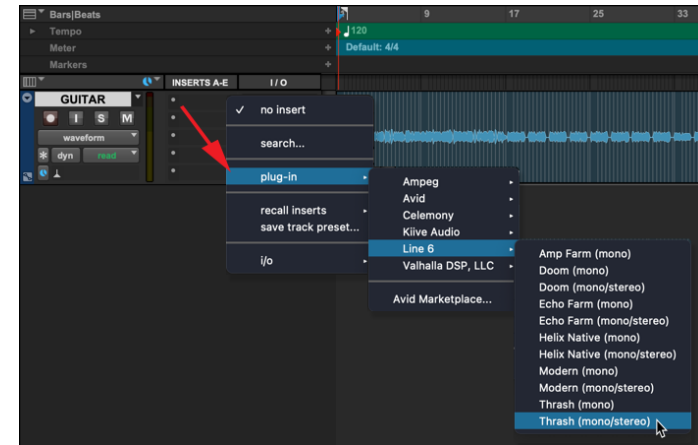 Bars|Beats
9
17
25
33
Tempo
120
Meter
Default: 4/4
Markers
INSERTS A-E
I / O
GUITAR
I
S
M
waveform
dyn
read
no insert
search...
plug-in
recall inserts
save track preset...
i/o
Ampeg
Avid
Celemony
Kiive Audio
Line 6
Valhalla DSP, LLC
Avid Marketplace...
Amp Farm (mono)
Doom (mono)
Doom (mono/stereo)
Echo Farm (mono)
Echo Farm (mono/stereo)
Helix Native (mono)
Helix Native (mono/stereo)
Modern (mono)
Modern (mono/stereo)
Thrash (mono)
Thrash (mono/stereo)